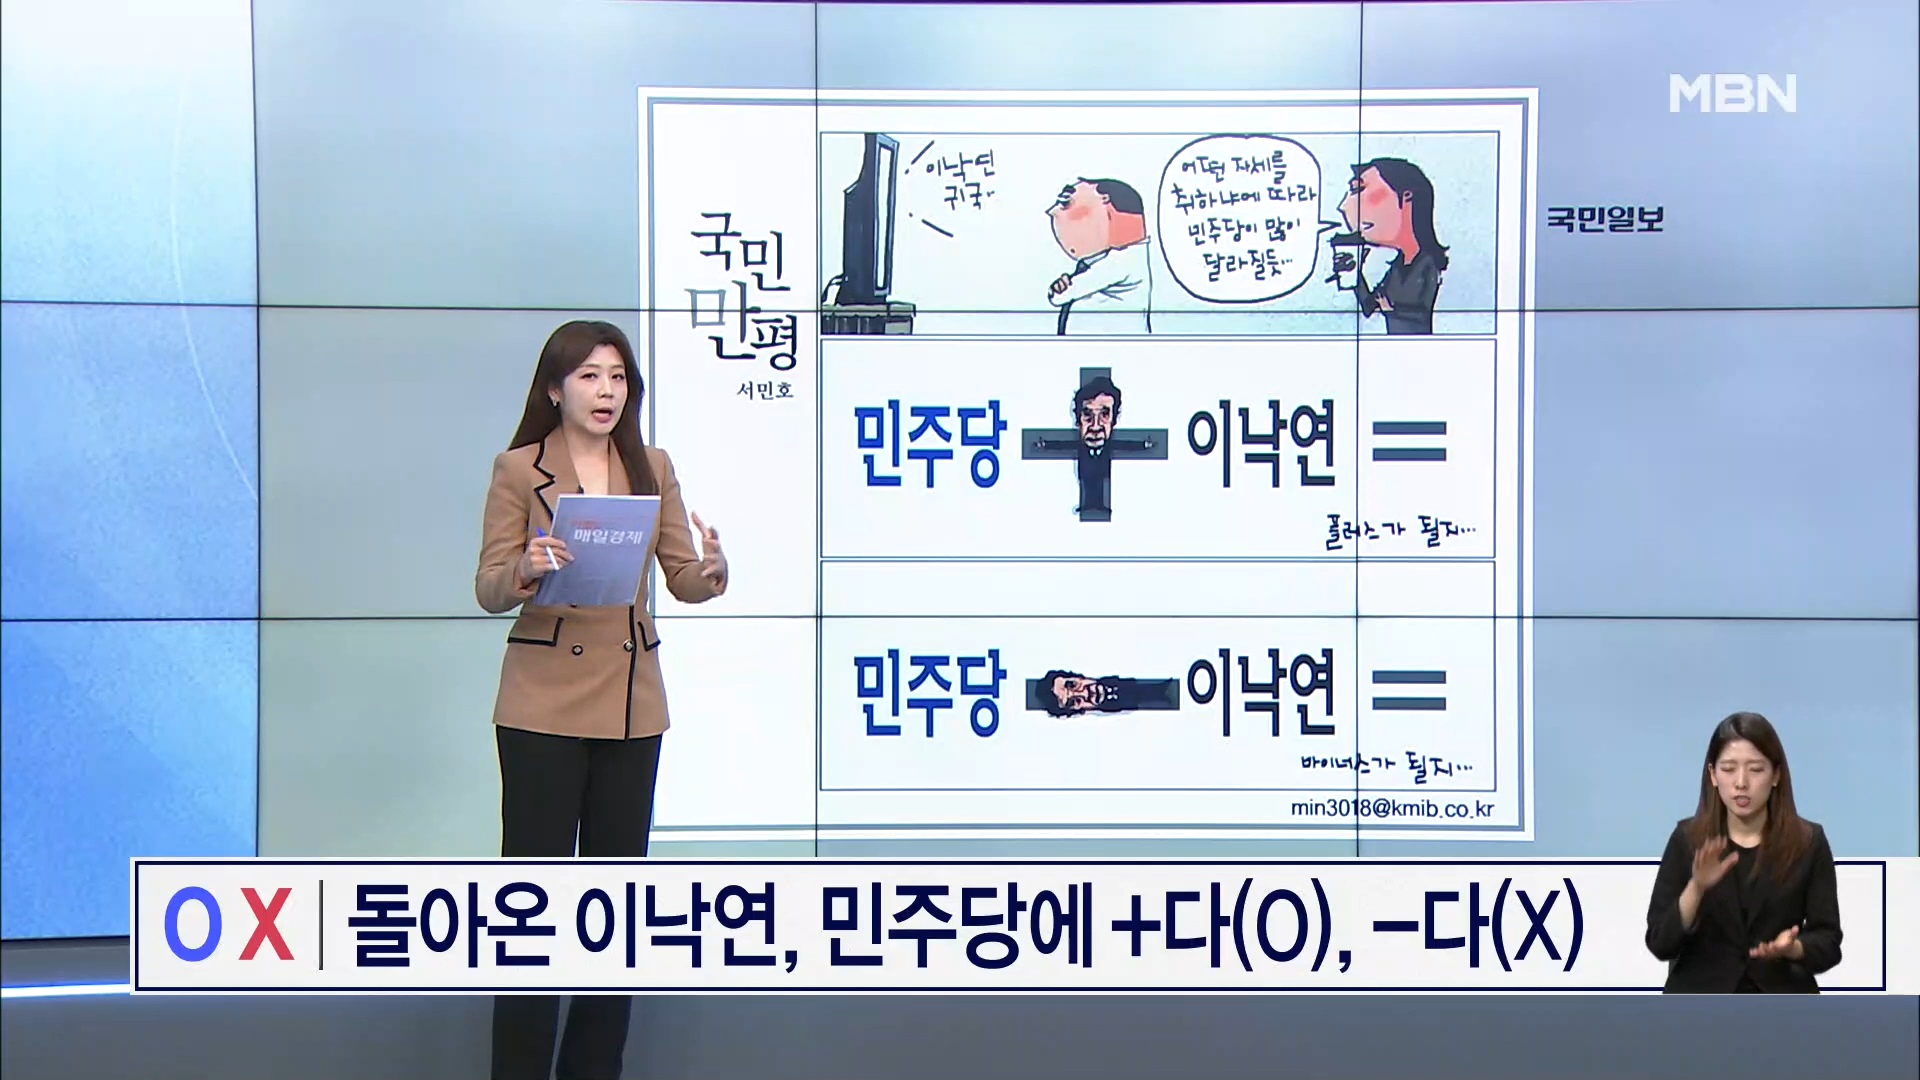 MBN
이낙연
귀국..
어떤 자세를
취하냐에 따라
민주당이 많이
달라질듯...
국민일보
국민
만평
서민호
민주당 + 이낙연 =
플러스가 될지...
매일경제
민주당 - 이낙연 =
마이너스가 될지...
min3018@kmib.co.kr
O X 돌아온 이낙연, 민주당에 +다(O), -다(X)